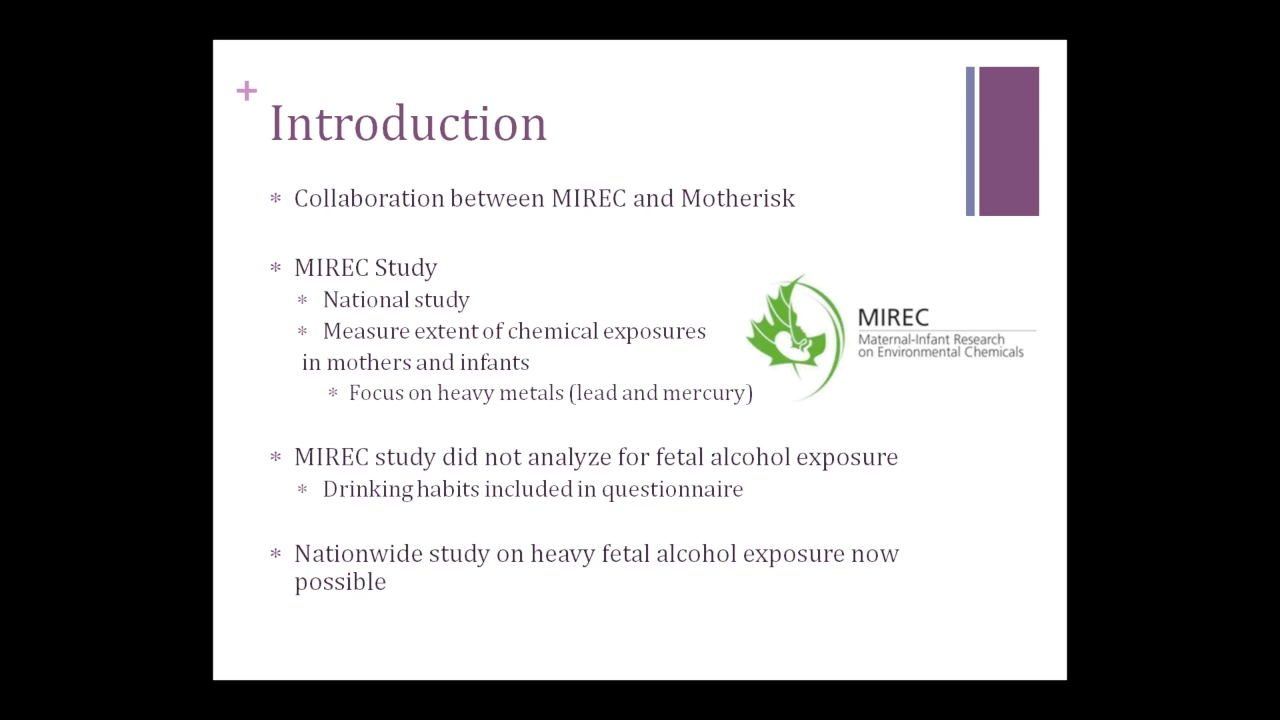 +
Introduction
* Collaboration between MIREC and Motherisk
* MIREC Study
* National study
* Measure extent of chemical exposures
in mothers and infants
* Focus on heavy metals (lead and mercury)
MIREC
Maternal-Infant Research
on Environmental Chemicals
* MIREC study did not analyze for fetal alcohol exposure
* Drinking habits included in questionnaire
* Nationwide study on heavy fetal alcohol exposure now
possible